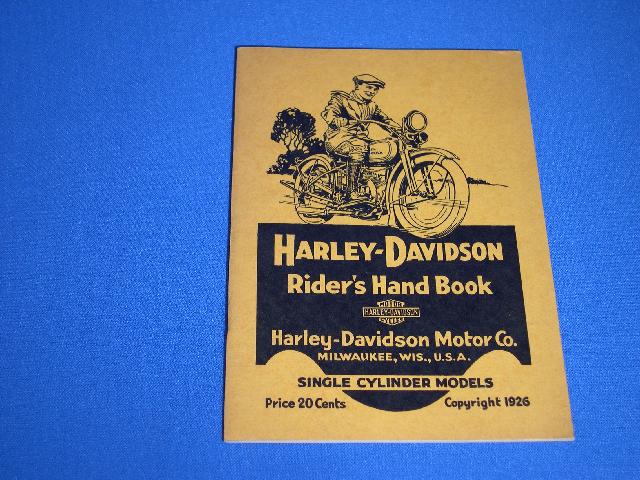 HARLEY-DAVIDSON
Rider's Hand Book
MOTOR
HARLEY-DAVIDSON
CYCLES
Harley-Davidson Motor Co.
MILWAUKEE, WIS., U.S.A.
SINGLE CYLINDER MODELS
Price 20 Cents Copyright 1926